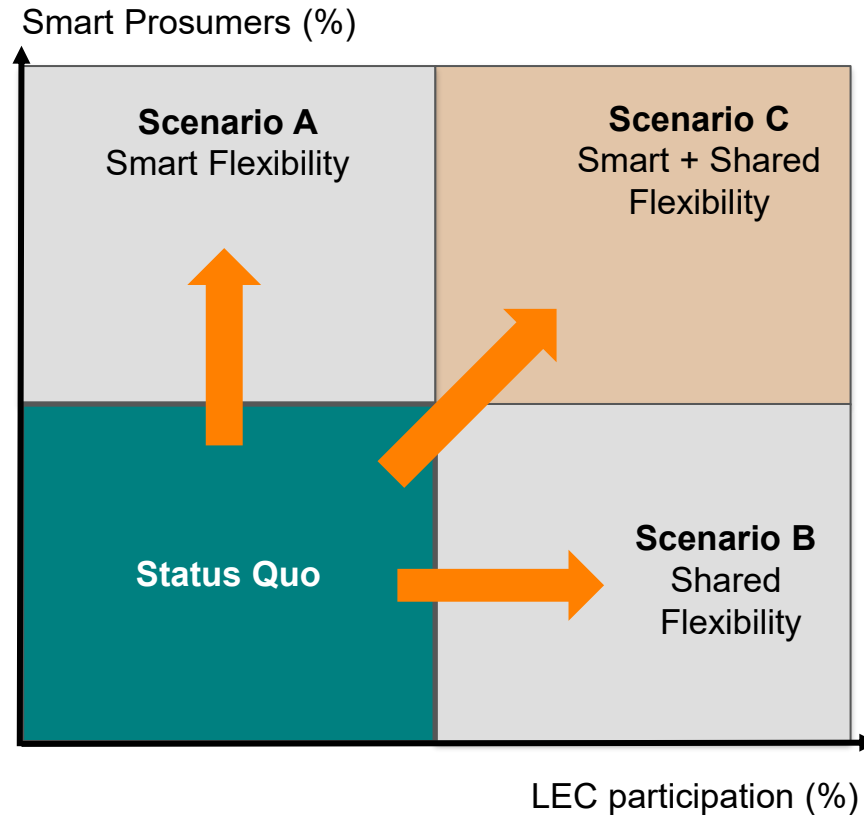 Smart Prosumers (%)
Scenario A
Smart Flexibility
Scenario C
Smart + Shared
Flexibility
Status Quo
Scenario B
Shared
Flexibility
LEC participation (%)